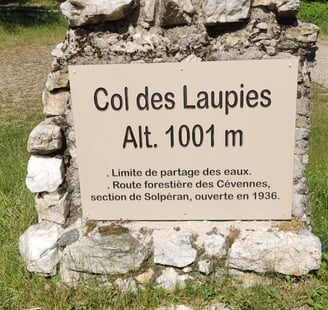 Col des Laupies
Alt. 1001 m
. Limite de partage des eaux.
. Route forestière des Cévennes,
section de Solpéran, ouverte en 1936.